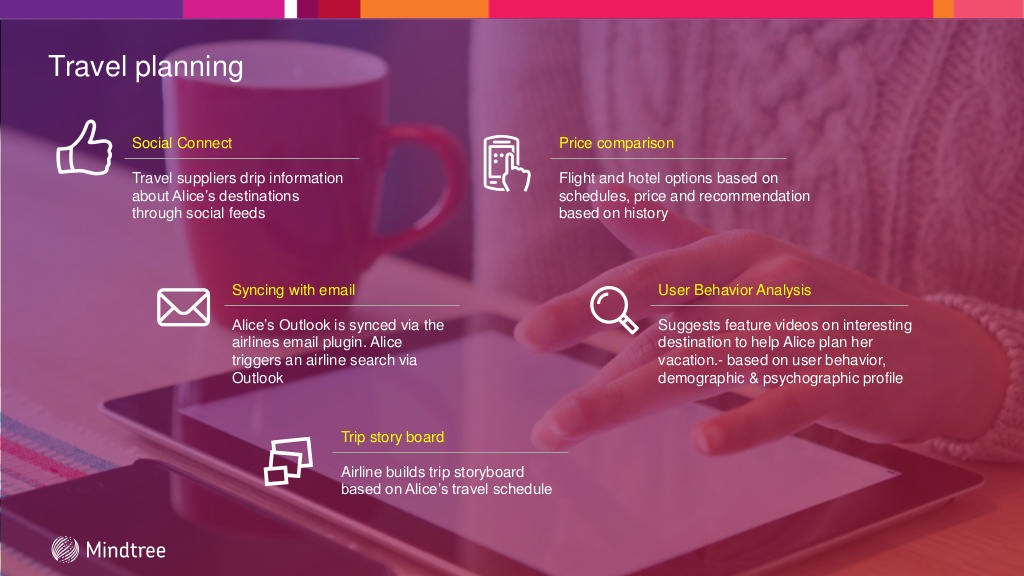 Travel planning
Social Connect
Travel suppliers drip information
about Alice's destinations
through social feeds
Price comparison
Flight and hotel options based on
schedules, price and recommendation
based on history
Syncing with email
Alice's Outlook is synced via the
airlines email plugin. Alice
triggers an airline search via
Outlook
User Behavior Analysis
Suggests feature videos on interesting
destination to help Alice plan her
vacation.- based on user behavior,
demographic & psychographic profile
Trip story board
Airline builds trip storyboard
based on Alice's travel schedule
Mindtree